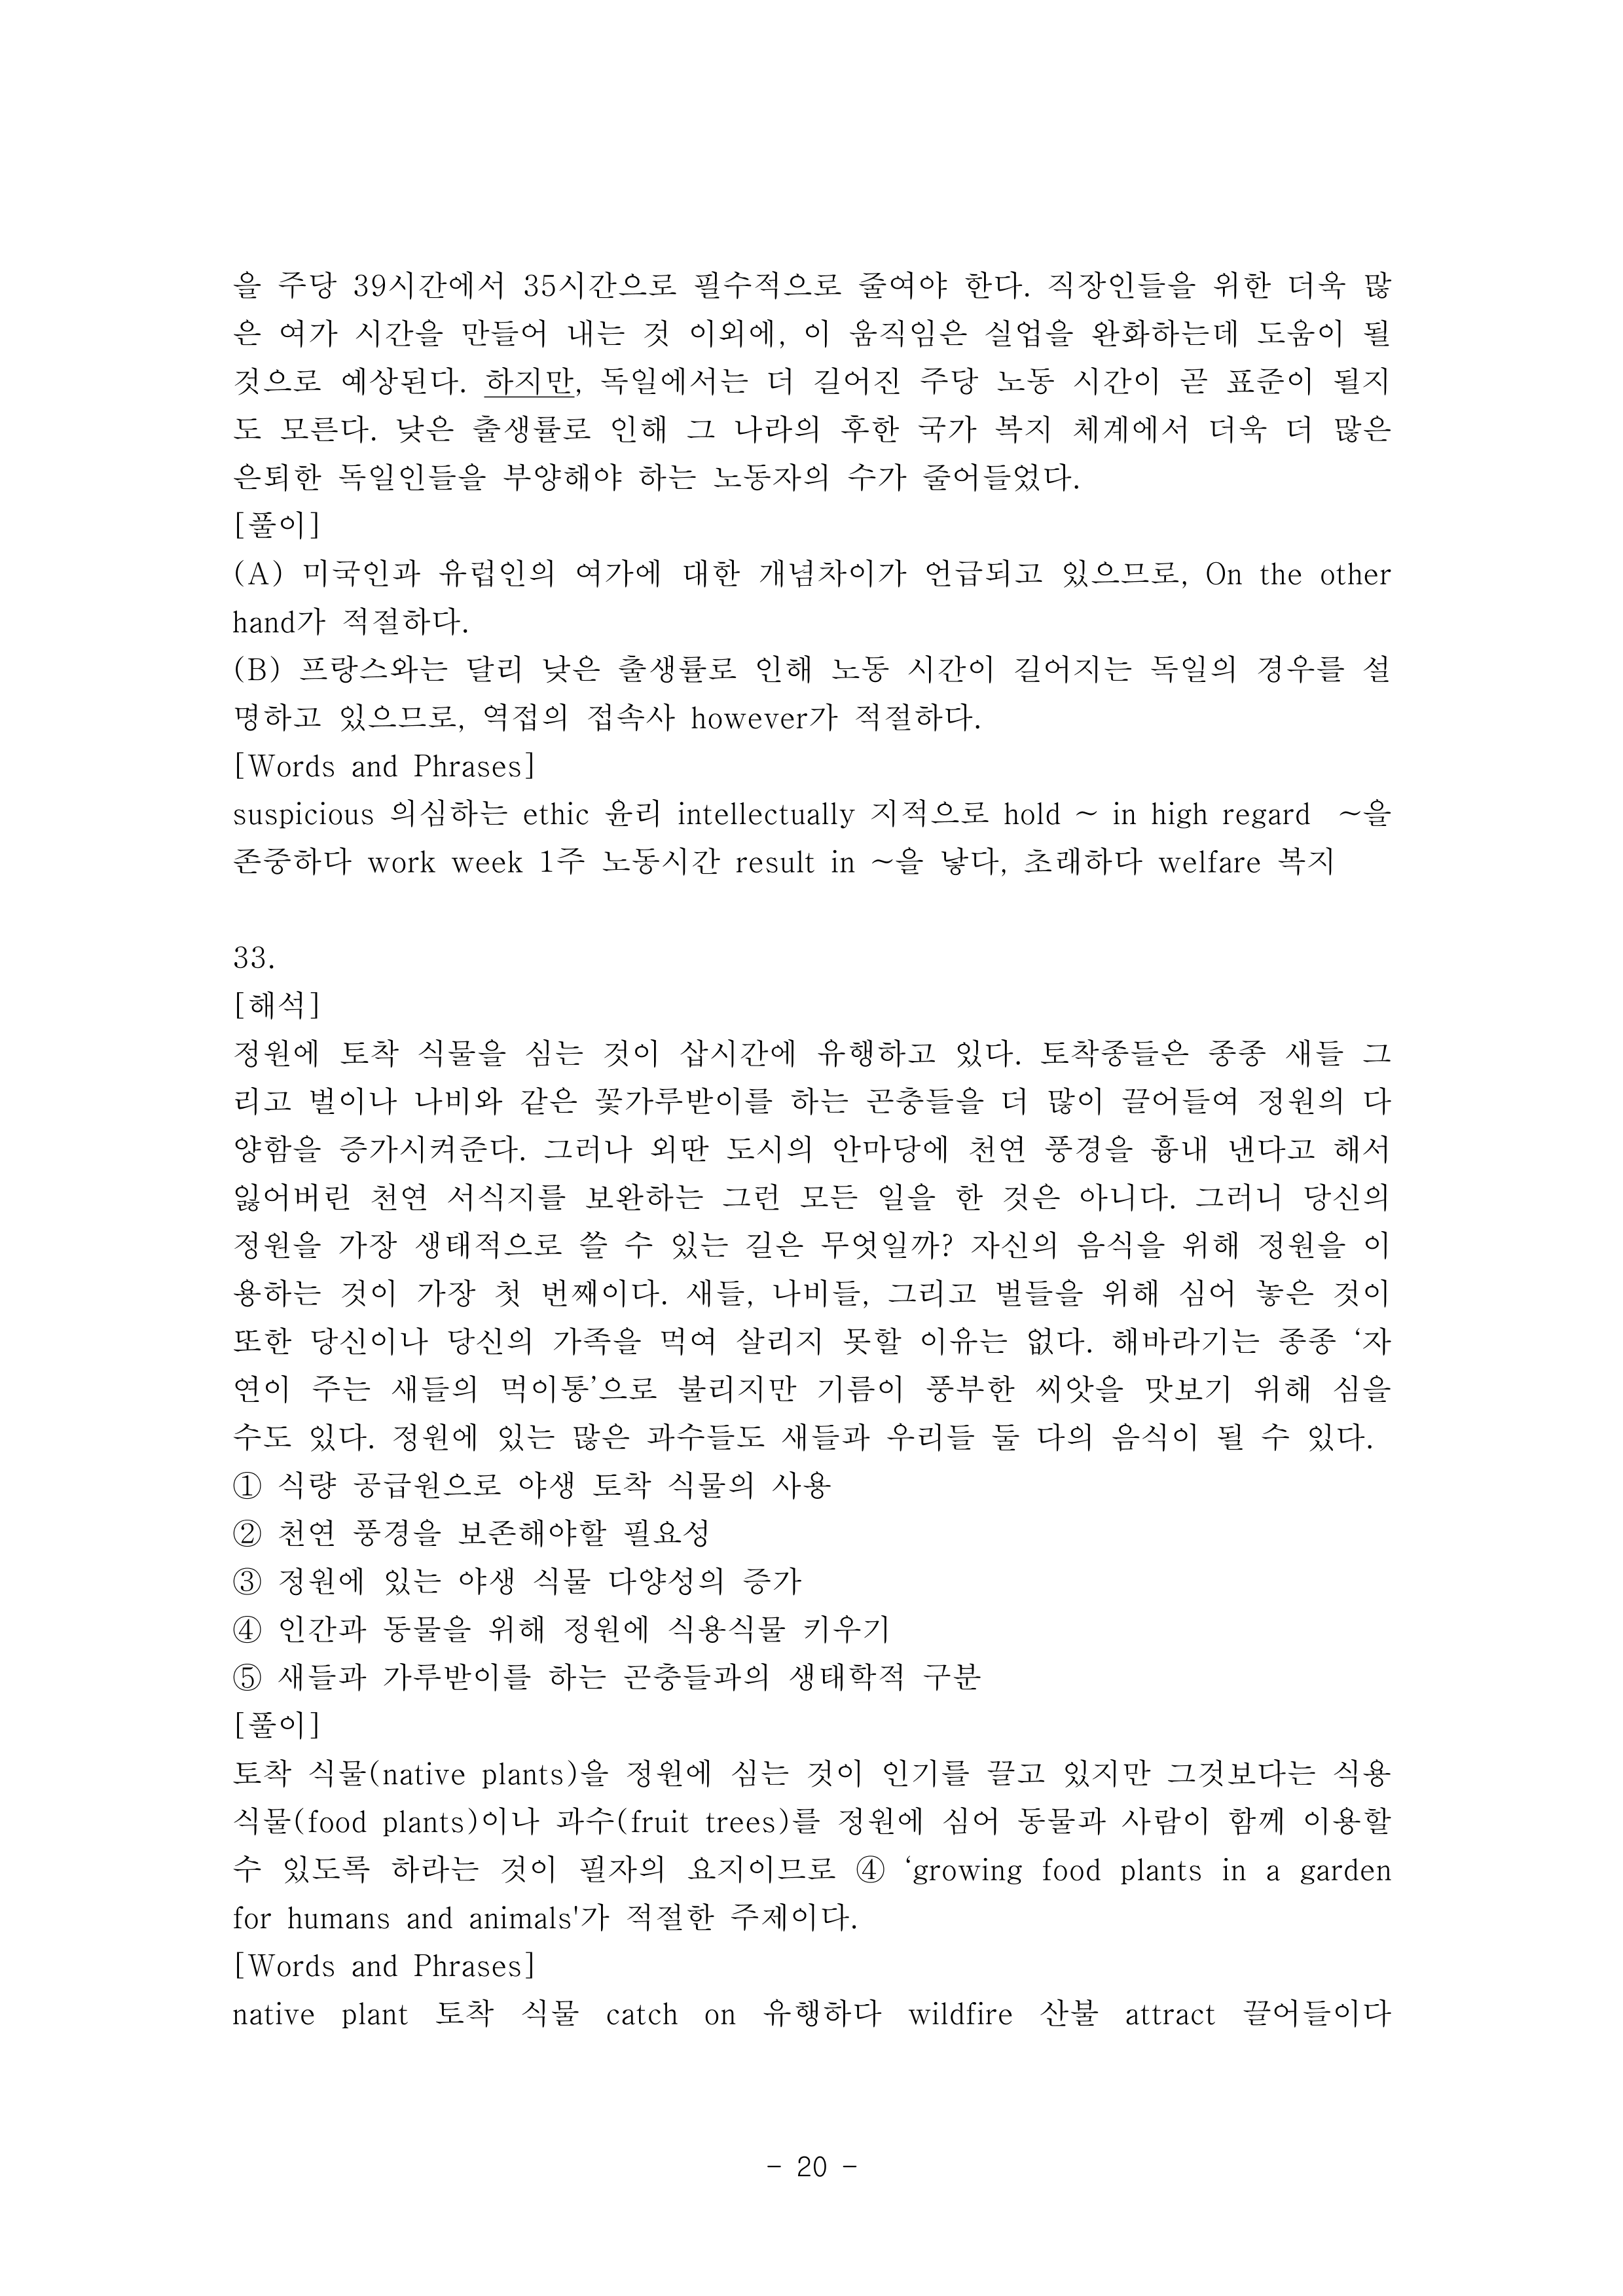 을 주당 39시간에서 35시간으로 필수적으로 줄여야 한다. 직장인들을 위한 더욱 많
은 여가 시간을 만들어 내는 것 이외에, 이 움직임은 실업을 완화하는데 도움이 될
것으로 예상된다. 하지만, 독일에서는 더 길어진 주당 노동 시간이 곧 표준이 될지
도 모른다. 낮은 출생률로 인해 그 나라의 후한 국가 복지 체계에서 더욱 더 많은
은퇴한 독일인들을 부양해야 하는 노동자의 수가 줄어들었다.
[풀이]
(A) 미국인과 유럽인의 여가에 대한 개념차이가 언급되고 있으므로, On the other
hand가 적절하다.
(B) 프랑스와는 달리 낮은 출생률로 인해 노동 시간이 길어지는 독일의 경우를 설
명하고 있으므로, 역접의 접속사 however가 적절하다.
[Words and Phrases]
suspicious 의심하는 ethic 윤리 intellectually 지적으로 hold ~ in high regard ~을
존중하다 work week 1주 노동시간 result in ~을 낳다, 초래하다 welfare 복지
33.
[해석]
정원에 토착 식물을 심는 것이 삽시간에 유행하고 있다. 토착종들은 종종 새들 그
리고 벌이나 나비와 같은 꽃가루받이를 하는 곤충들을 더 많이 끌어들여 정원의 다
양함을 증가시켜준다. 그러나 외딴 도시의 안마당에 천연 풍경을 흉내 낸다고 해서
잃어버린 천연 서식지를 보완하는 그런 모든 일을 한 것은 아니다. 그러니 당신의
정원을 가장 생태적으로 쓸 수 있는 길은 무엇일까? 자신의 음식을 위해 정원을 이
용하는 것이 가장 첫 번째이다. 새들, 나비들, 그리고 벌들을 위해 심어 놓은 것이
또한 당신이나 당신의 가족을 먹여 살리지 못할 이유는 없다. 해바라기는 종종 ‘자
연이 주는 새들의 먹이통’으로 불리지만 기름이 풍부한 씨앗을 맛보기 위해 심을
수도 있다. 정원에 있는 많은 과수들도 새들과 우리들 둘 다의 음식이 될 수 있다.
① 식량 공급원으로 야생 토착 식물의 사용
② 천연 풍경을 보존해야할 필요성
③ 정원에 있는 야생 식물 다양성의 증가
④ 인간과 동물을 위해 정원에 식용식물 키우기
⑤ 새들과 가루받이를 하는 곤충들과의 생태학적 구분
[풀이]
토착 식물(native plants)을 정원에 심는 것이 인기를 끌고 있지만 그것보다는 식용
식물(food plants)이나 과수(fruit trees)를 정원에 심어 동물과 사람이 함께 이용할
수 있도록 하라는 것이 필자의 요지이므로 ④ ‘growing food plants in a garden
for humans and animals'가 적절한 주제이다.
[Words and Phrases]
native plant 토착 식물 catch on 유행하다 wildfire 산불 attract 끌어들이다
- 20 -